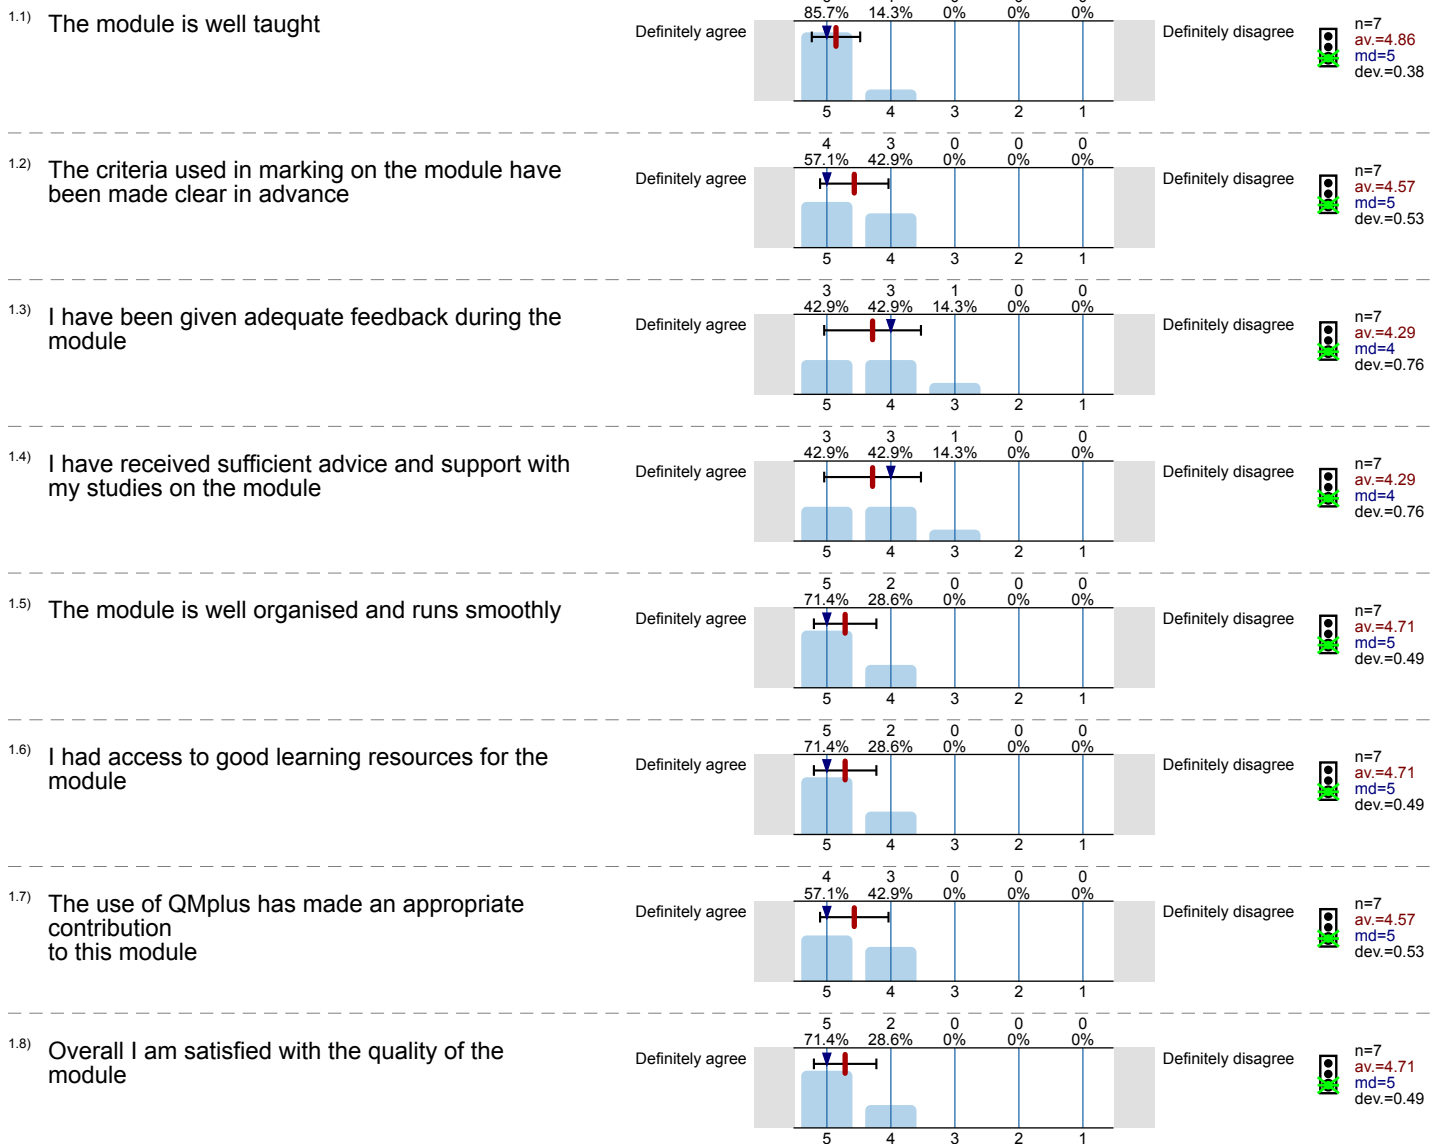 1.1) The module is well taught
Definitely agree
85.7% 14.3% 0% 0% 0%
5 4 3 2 1
Definitely disagree
n=7
av.=4.86
md=5
dev.=0.38
1.2) The criteria used in marking on the module have
been made clear in advance
Definitely agree
4 3 0 0 0
57.1% 42.9% 0% 0% 0%
5 4 3 2 1
Definitely disagree
n=7
av.=4.57
md=5
dev.=0.53
1.3) I have been given adequate feedback during the
module
Definitely agree
3 3 1 0 0
42.9% 42.9% 14.3% 0% 0%
5 4 3 2 1
Definitely disagree
n=7
av.=4.29
md=4
dev.=0.76
1.4) I have received sufficient advice and support with
my studies on the module
Definitely agree
3 3 1 0 0
42.9% 42.9% 14.3% 0% 0%
5 4 3 2 1
Definitely disagree
n=7
av.=4.29
md=4
dev.=0.76
1.5) The module is well organised and runs smoothly
Definitely agree
5 2 0 0 0
71.4% 28.6% 0% 0% 0%
5 4 3 2 1
Definitely disagree
n=7
av.=4.71
md=5
dev.=0.49
1.6) I had access to good learning resources for the
module
Definitely agree
5 2 0 0 0
71.4% 28.6% 0% 0% 0%
5 4 3 2 1
Definitely disagree
n=7
av.=4.71
md=5
dev.=0.49
1.7) The use of QMplus has made an appropriate
contribution
to this module
Definitely agree
4 3 0 0 0
57.1% 42.9% 0% 0% 0%
5 4 3 2 1
Definitely disagree
n=7
av.=4.57
md=5
dev.=0.53
1.8) Overall I am satisfied with the quality of the
module
Definitely agree
5 2 0 0 0
71.4% 28.6% 0% 0% 0%
5 4 3 2 1
Definitely disagree
n=7
av.=4.71
md=5
dev.=0.49